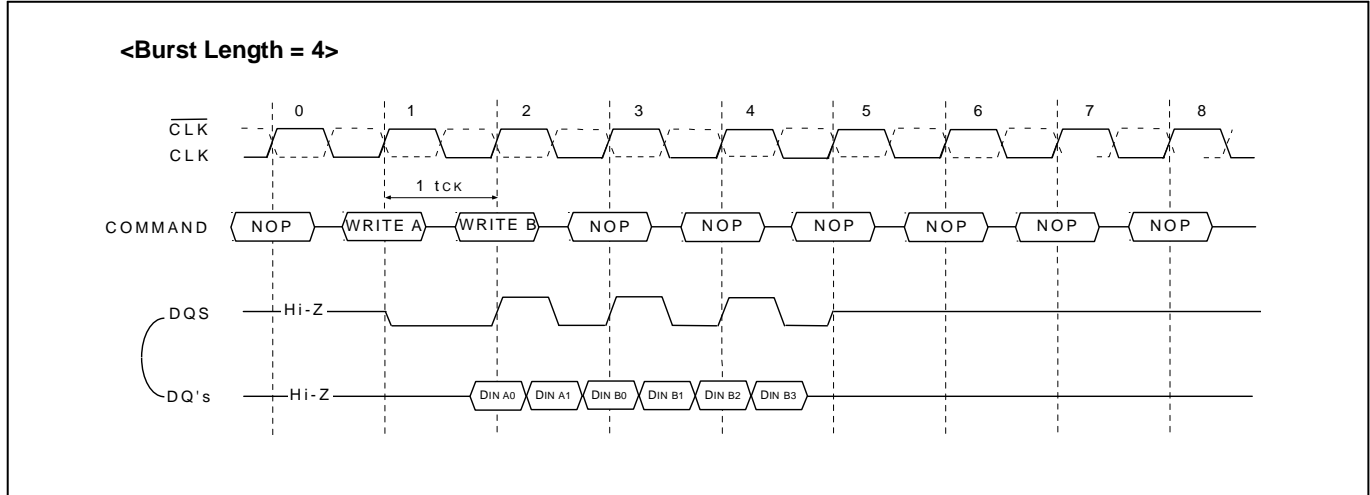 <Burst Length = 4>
0 1 2 3 4 5 6 7 8
CLK
CLK
1 tCK
COMMAND NOP WRITE A WRITE B NOP NOP NOP NOP NOP NOP
DQS Hi-Z
DQ's Hi-Z DIN A0 DIN A1 DIN B0 DIN B1 DIN B2 DIN B3